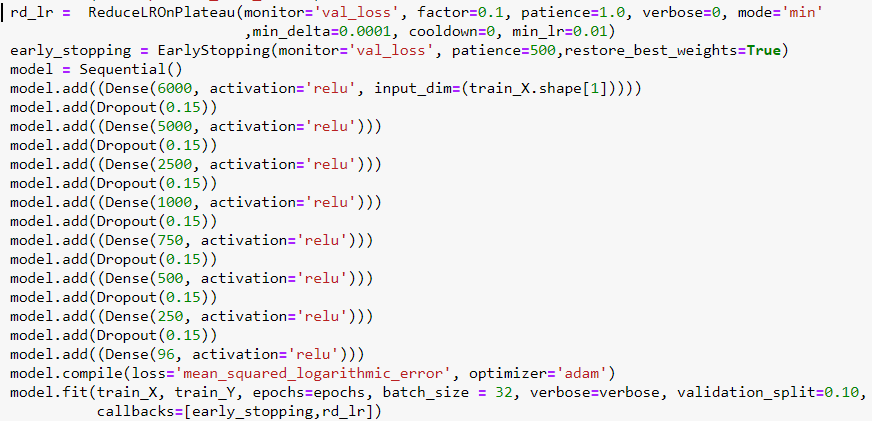 rd_lr =  ReduceLROnPlateau(monitor='val_loss', factor=0.1, patience=1.0, verbose=0, mode='min'
,min_delta=0.0001, cooldown=0, min_lr=0.01)
early_stopping = EarlyStopping(monitor='val_loss', patience=500,restore_best_weights=True)
model = Sequential()
model.add((Dense(6000, activation='relu', input_dim=(train_X.shape[1]))))
model.add(Dropout(0.15))
model.add((Dense(5000, activation='relu')))
model.add(Dropout(0.15))
model.add((Dense(2500, activation='relu')))
model.add(Dropout(0.15))
model.add((Dense(1000, activation='relu')))
model.add(Dropout(0.15))
model.add((Dense(750, activation='relu')))
model.add(Dropout(0.15))
model.add((Dense(500, activation='relu')))
model.add(Dropout(0.15))
model.add((Dense(250, activation='relu')))
model.add(Dropout(0.15))
model.add((Dense(96, activation='relu')))
model.compile(loss='mean_squared_logarithmic_error', optimizer='adam')
model.fit(train_X, train_Y, epochs=epochs, batch_size = 32, verbose=verbose, validation_split=0.10,
callbacks=[early_stopping,rd_lr])